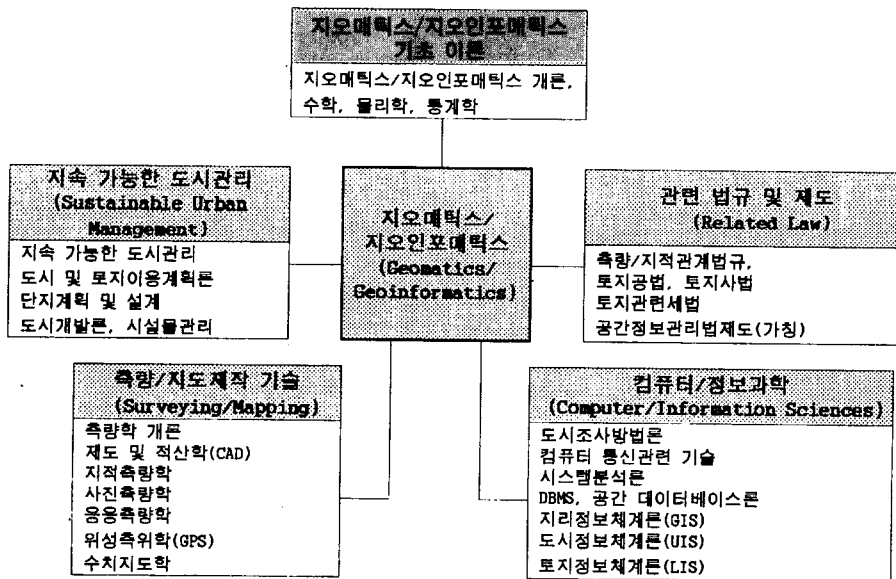 지오매틱스/지오인포매틱스
기초 이론
지오매틱스/지오인포매틱스 개론,
수학, 물리학, 통계학
지속 가능한 도시관리
(Sustainable Urban
Management)
지속 가능한 도시관리
도시 및 토지이용계획론
단지계획 및 설계
도시개발론, 시설물관리
지오매틱스/
지오인포매틱스
(Geomatics/
Geoinformatics)
관련 법규 및 제도
(Related Law)
측량/지적관계법규,
토지공법, 토지사법
토지관련세법
공간정보관리법제도(가칭)
측량/지도제작 기술
(Surveying/Mapping)
측량학 개론
제도 및 적산학(CAD)
지적측량학
사진측량학
응용측량학
위성측위학(GPS)
수치지도학
컴퓨터/정보과학
(Computer/Information Sciences)
도시조사방법론
컴퓨터 통신관련 기술
시스템분석론
DBMS, 공간 데이터베이스론
지리정보체계론(GIS)
도시정보체계론(UIS)
토지정보체계론(LIS)